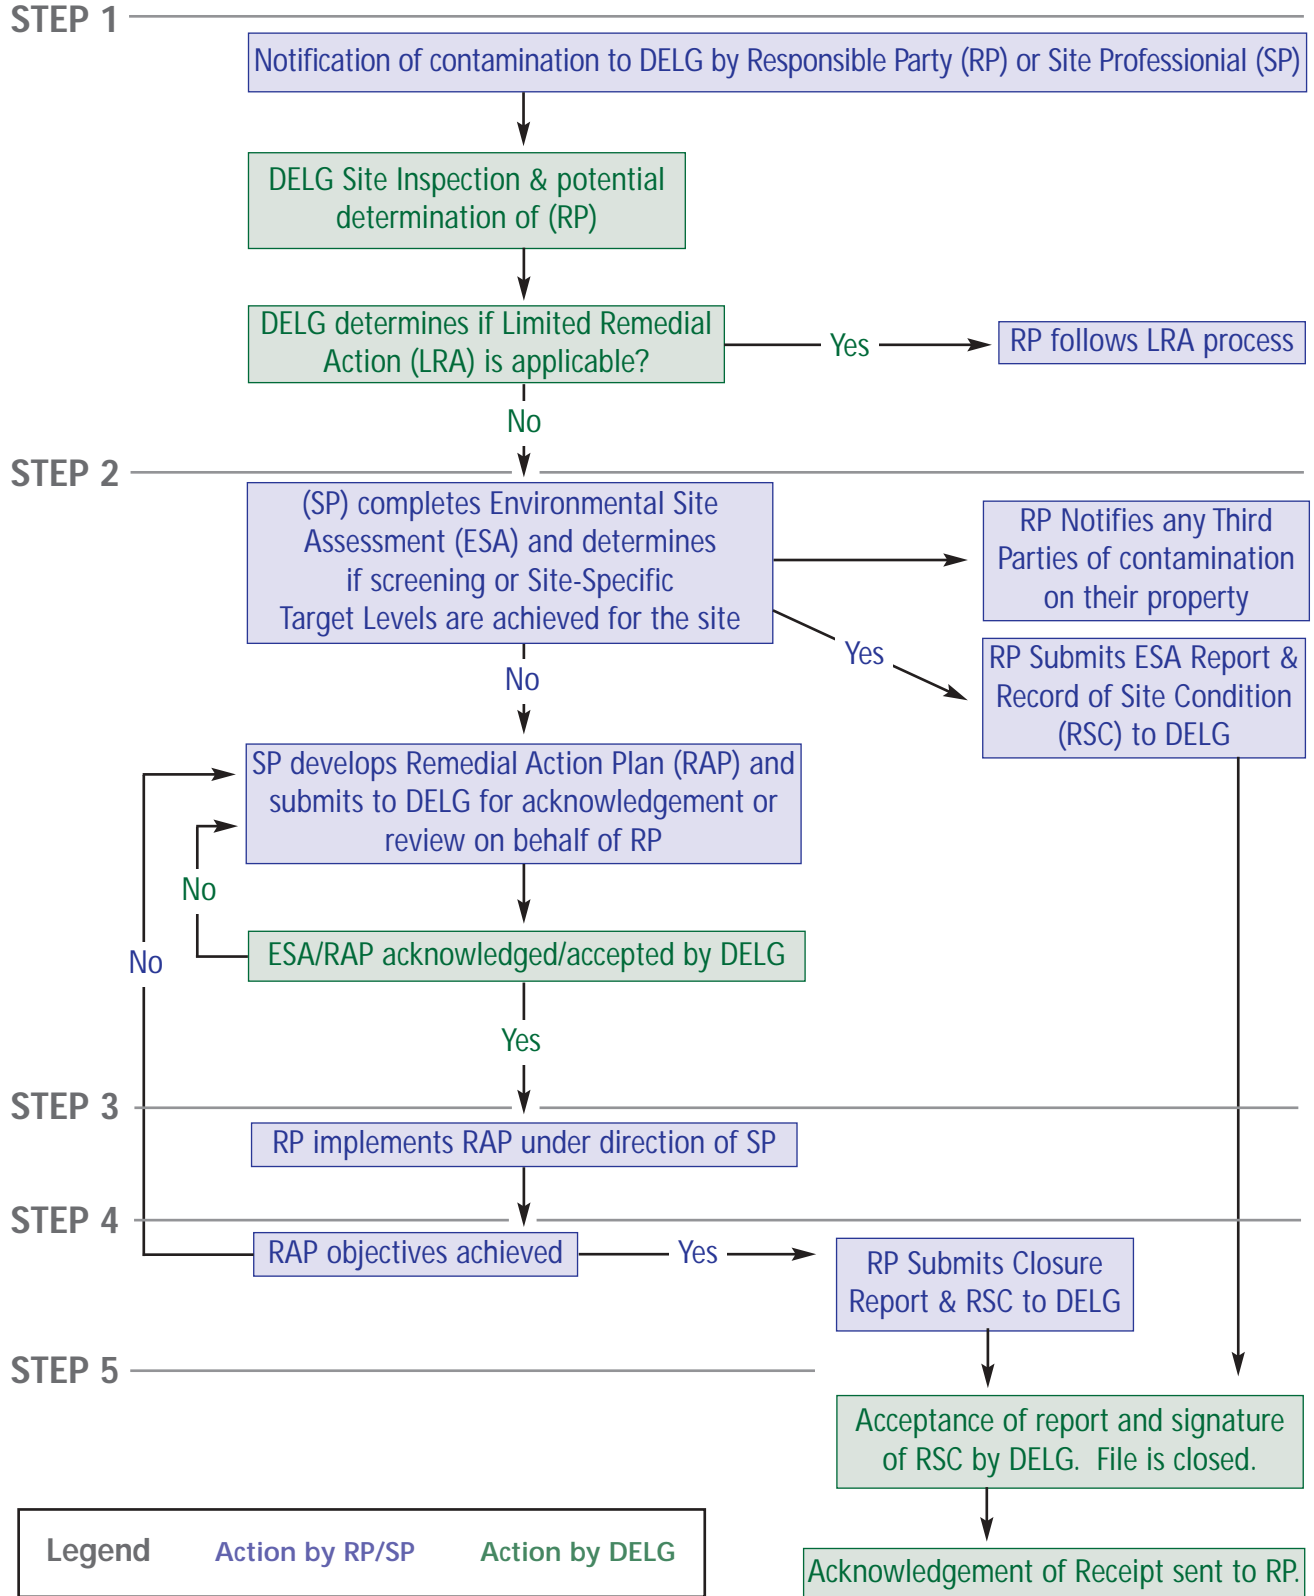 STEP 1
Notification of contamination to DELG by Responsible Party (RP) or Site Professionial (SP)
DELG Site Inspection & potential
determination of (RP)
DELG determines if Limited Remedial
Action (LRA) is applicable?
Yes
RP follows LRA process
No
STEP 2
(SP) completes Environmental Site
Assessment (ESA) and determines
if screening or Site-Specific
Target Levels are achieved for the site
RP Notifies any Third
Parties of contamination
on their property
Yes
RP Submits ESA Report &
Record of Site Condition
(RSC) to DELG
No
SP develops Remedial Action Plan (RAP) and
submits to DELG for acknowledgement or
review on behalf of RP
No
ESA/RAP acknowledged/accepted by DELG
No
Yes
STEP 3
RP implements RAP under direction of SP
STEP 4
RAP objectives achieved
Yes
RP Submits Closure
Report & RSC to DELG
STEP 5
Acceptance of report and signature
of RSC by DELG. File is closed.
Legend
Action by RP/SP
Action by DELG
Acknowledgement of Receipt sent to RP.